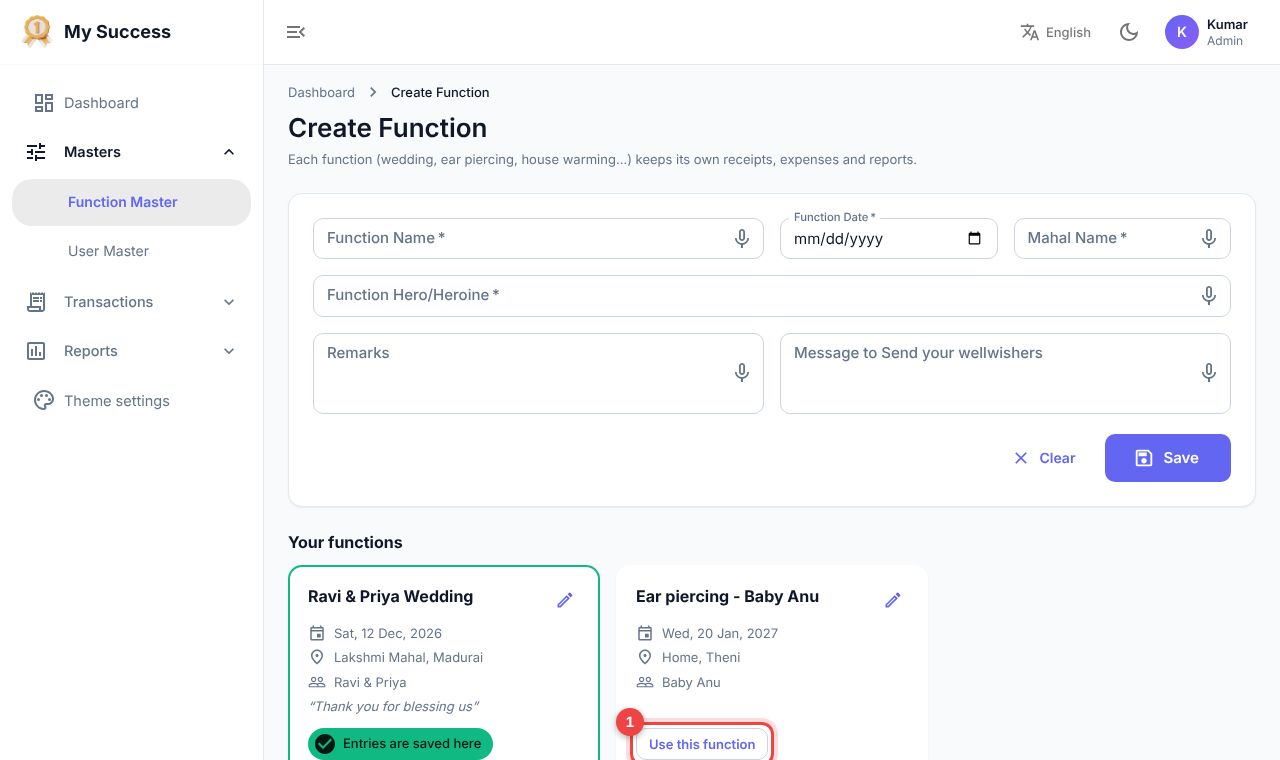 My Success
English
K
Kumar
Admin
Dashboard
Masters
Function Master
User Master
Transactions
Reports
Theme settings
Dashboard
Create Function
Create Function
Each function (wedding, ear piercing, house warming...) keeps its own receipts, expenses and reports.
Function Name *
Function Date *
mm/dd/yyyy
Mahal Name *
Function Hero/Heroine *
Remarks
Message to Send your wellwishers
Clear
Save
Your functions
Ravi & Priya Wedding
Sat, 12 Dec, 2026
Lakshmi Mahal, Madurai
Ravi & Priya
“Thank you for blessing us”
Entries are saved here
Ear piercing - Baby Anu
Wed, 20 Jan, 2027
Home, Theni
Baby Anu
1
Use this function